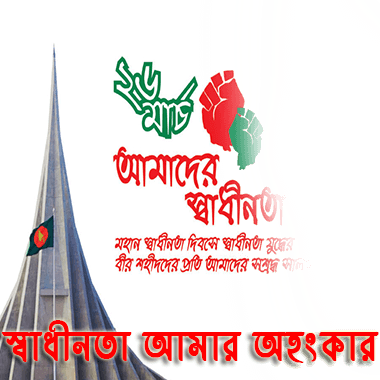 ২৬
মার্চ
আমাদের
স্বাধীনতা
মহান স্বাধীনতা দিবসে স্বাধীনতা যুদ্ধের
বীর শহীদদের প্রতি আমাদের সশ্রদ্ধ
স্বাধীনতা আমার অহংকার